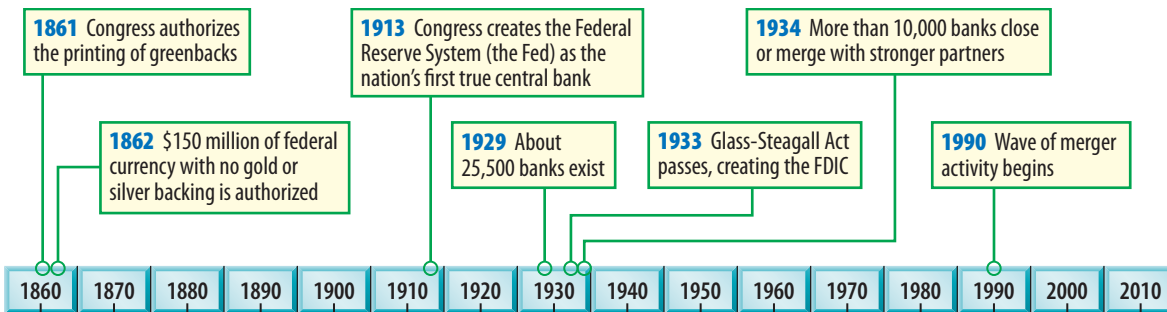 1861 Congress authorizes
the printing of greenbacks
1913 Congress creates the Federal
Reserve System (the Fed) as the
nation's first true central bank
1934 More than 10,000 banks close
or merge with stronger partners
1862 $150 million of federal
currency with no gold or
silver backing is authorized
1929 About
25,500 banks exist
1933 Glass-Steagall Act
passes, creating the FDIC
1990 Wave of merger
activity begins
1860 1870 1880 1890 1900 1910 1920 1930 1940 1950 1960 1970 1980 1990 2000 2010